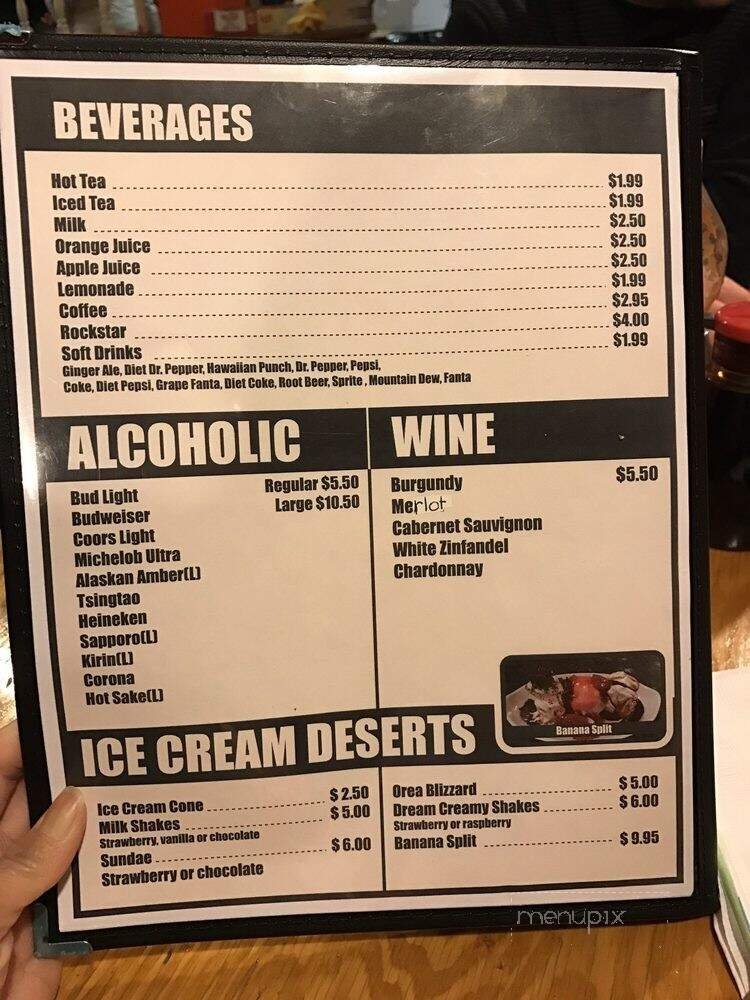 BEVERAGES
Hot Tea $1.99
Iced Tea $1.99
Milk $2.50
Orange Juice $2.50
Apple Juice $2.50
Lemonade $1.99
Coffee $2.95
Rockstar $4.00
Soft Drinks $1.99
Ginger Ale, Diet Dr. Pepper, Hawaiian Punch, Dr. Pepper, Pepsi,
Coke, Diet Pepsi, Grape Fanta, Diet Coke, Root Beer, Sprite, Mountain Dew, Fanta
ALCOHOLIC
Bud Light Regular $5.50
Budweiser Large $10.50
Coors Light
Michelob Ultra
Alaskan Amber(L)
Tsingtao
Heineken
Sapporo(L)
Kirin(L)
Corona
Hot Sake(L)
WINE
Burgundy $5.50
Merlot
Cabernet Sauvignon
White Zinfandel
Chardonnay
Banana Split
ICE CREAM DESERTS
Ice Cream Cone $2.50
Milk Shakes $5.00
Strawberry, vanilla or chocolate
Sundae $6.00
Strawberry or chocolate
Orea Blizzard $5.00
Dream Creamy Shakes $6.00
Strawberry or raspberry
Banana Split $9.95
menupix